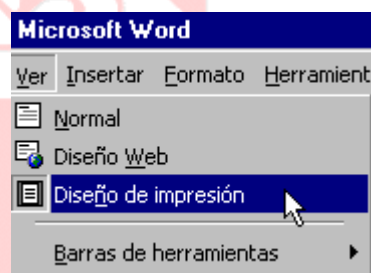 Microsoft Word
Ver Insertar Formato Herramient
Normal
Diseño Web
Diseño de impresión
Barras de herramientas